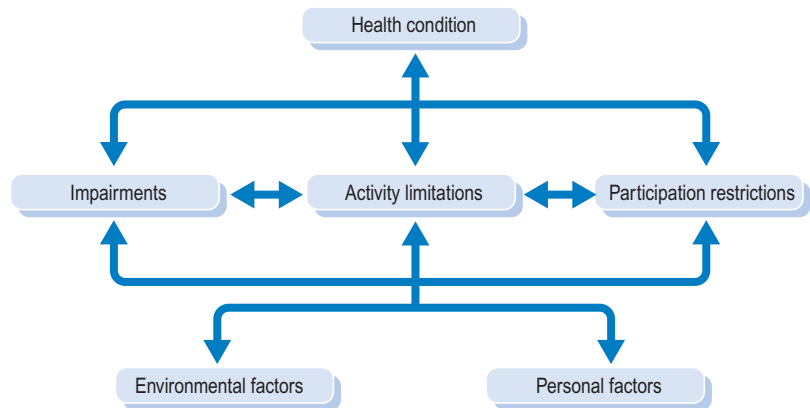 Health condition
Impairments
Activity limitations
Participation restrictions
Environmental factors
Personal factors